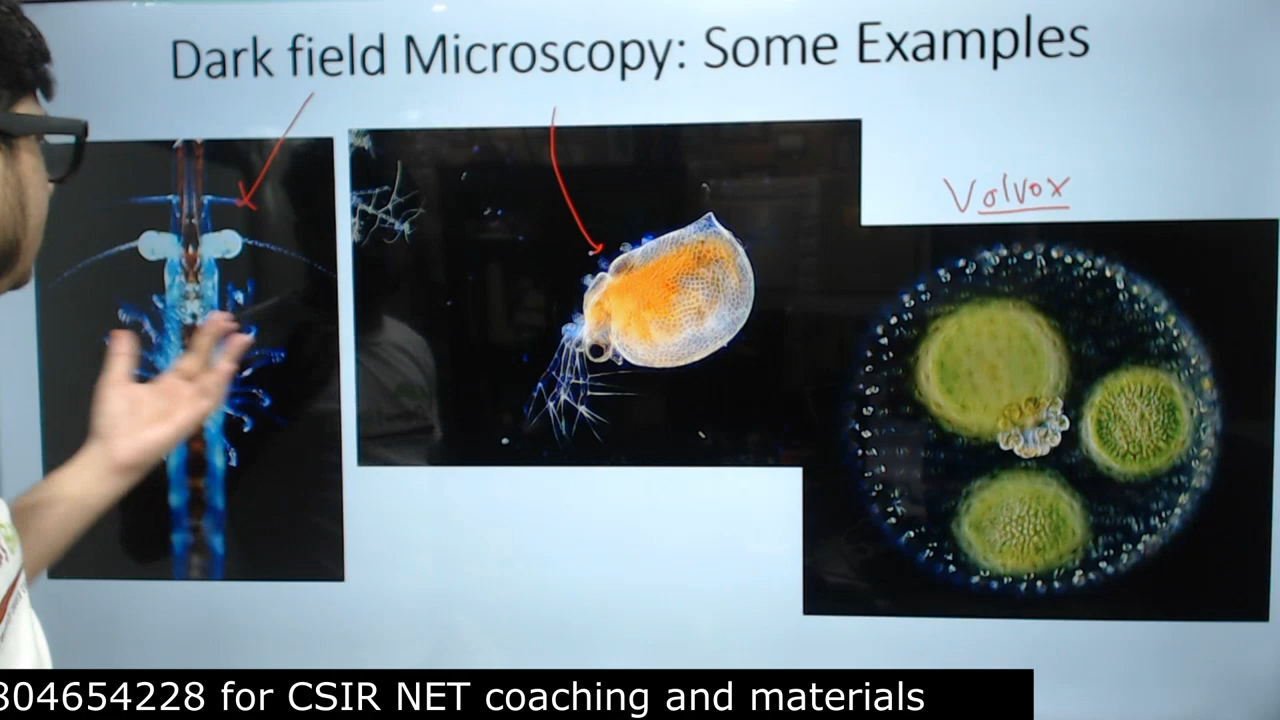 Dark field Microscopy: Some Examples
Volvox
804654228 for CSIR NET coaching and materials